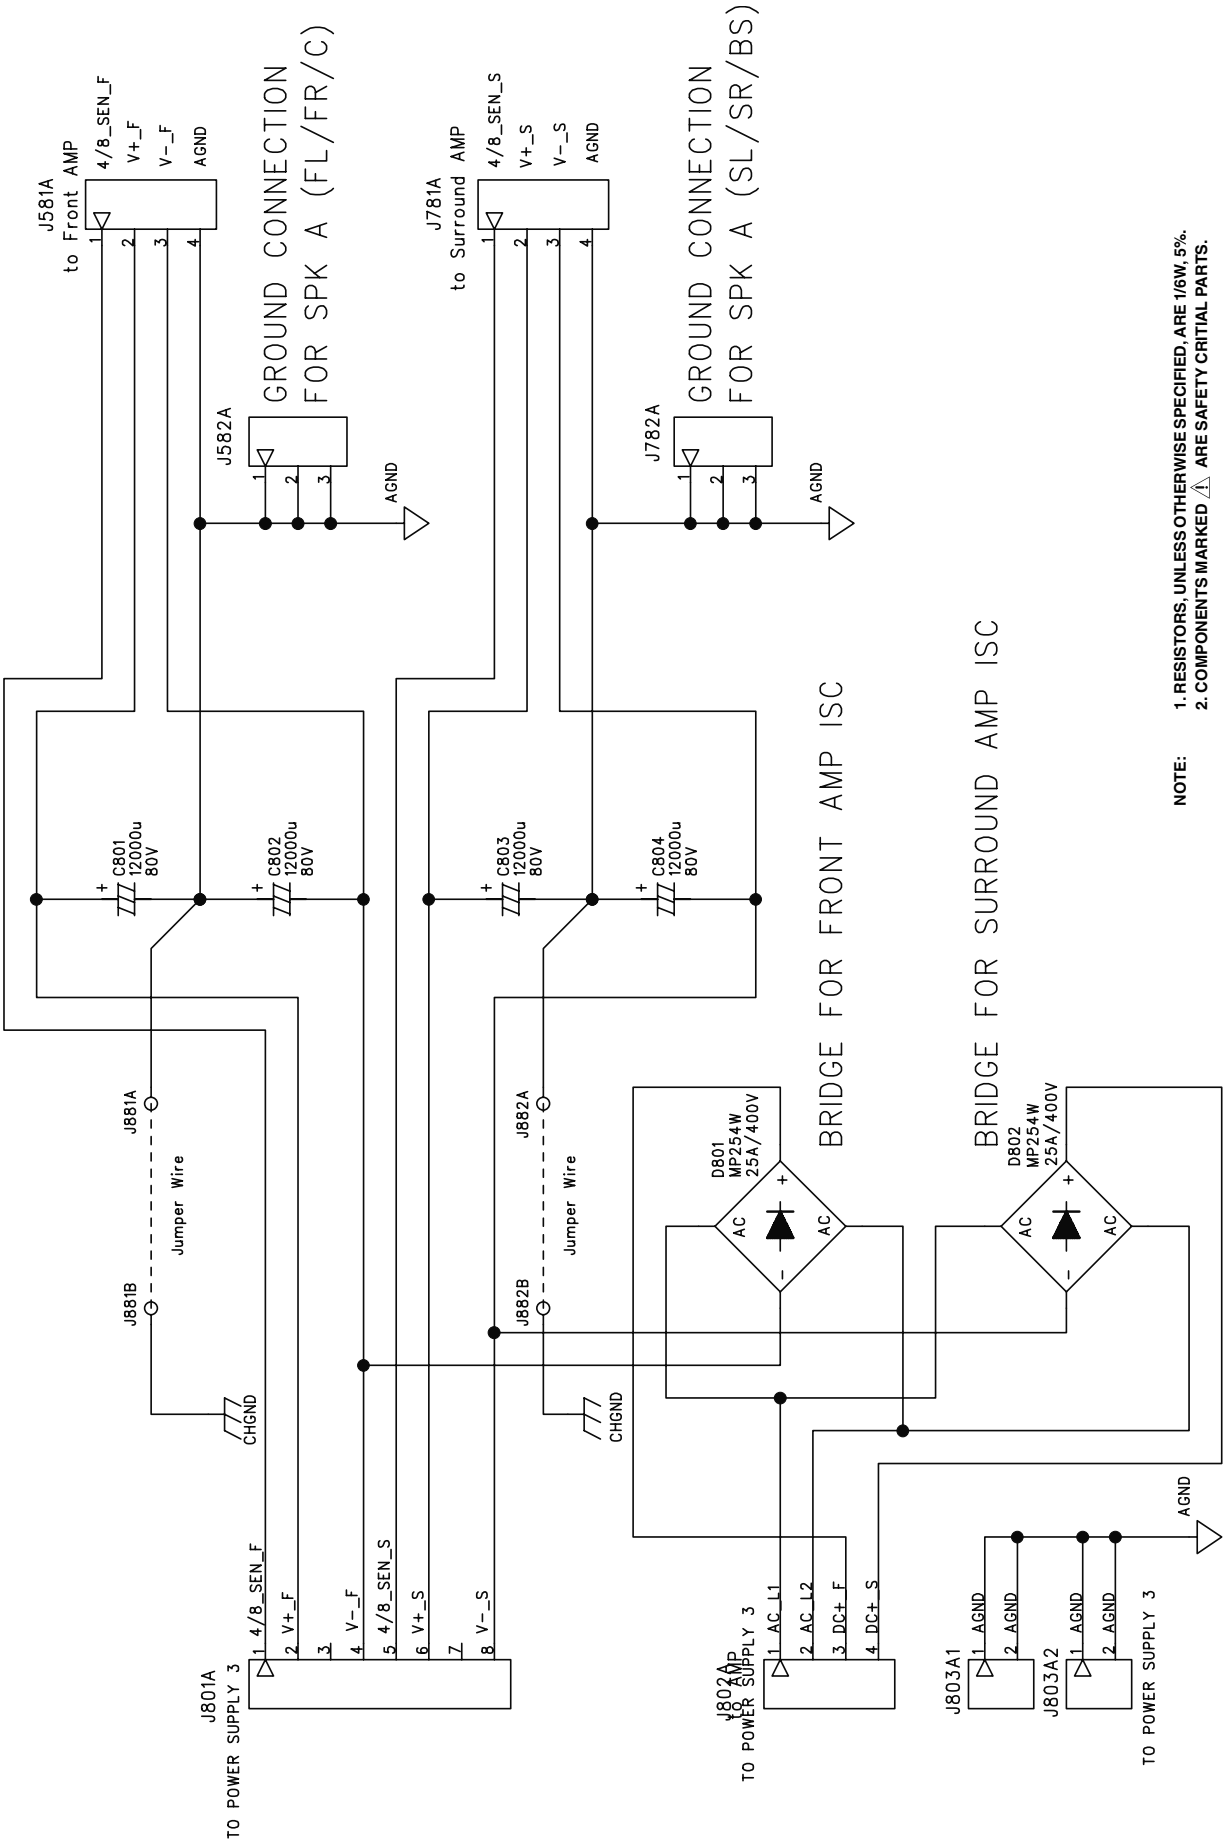 J801A
TO POWER SUPPLY 3
1 4/8_SEN_F
2 V+_F
3
4 V-_F
5 4/8_SEN_S
6 V+_S
7
8 V-_S
J802A
to AMP
TO POWER SUPPLY 3
1 AC_L1
2 AC_L2
3 DC+_F
4 DC+_S
J803A1
1 AGND
2 AGND
J803A2
1 AGND
2 AGND
TO POWER SUPPLY 3
AGND
CHGND
J881B
Jumper Wire
J881A
CHGND
J882B
Jumper Wire
J882A
D801
MP254W
25A/400V
AC
AC
-
+
BRIDGE FOR FRONT AMP ISC
D802
MP254W
25A/400V
AC
AC
-
+
BRIDGE FOR SURROUND AMP ISC
+
C801
12000u
80V
+
C802
12000u
80V
+
C803
12000u
80V
+
C804
12000u
80V
J582A
1
2
3
AGND
GROUND CONNECTION
FOR SPK A (FL/FR/C)
J782A
1
2
3
AGND
GROUND CONNECTION
FOR SPK A (SL/SR/BS)
J581A
to Front AMP
1 4/8_SEN_F
2 V+_F
3 V-_F
4 AGND
J781A
to Surround AMP
1 4/8_SEN_S
2 V+_S
3 V-_S
4 AGND
NOTE:
1. RESISTORS, UNLESS OTHERWISE SPECIFIED, ARE 1/6W, 5%.
2. COMPONENTS MARKED ⚠ ARE SAFETY CRITIAL PARTS.